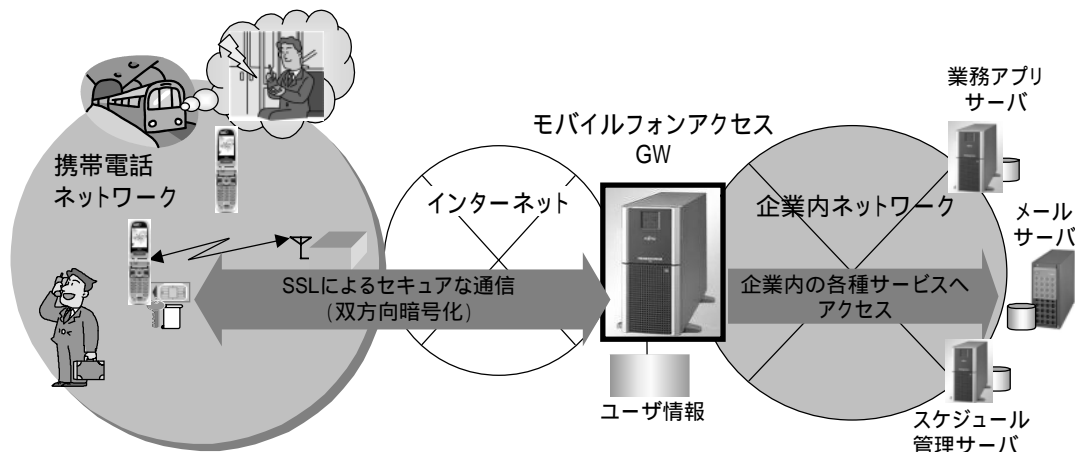 携帯電話
ネットワーク
インターネット
モバイルフォンアクセス
GW
企業内ネットワーク
業務アプリ
サーバ
メール
サーバ
SSLによるセキュアな通信
(双方向暗号化)
企業内の各種サービスへ
アクセス
ユーザ情報
スケジュール
管理サーバ